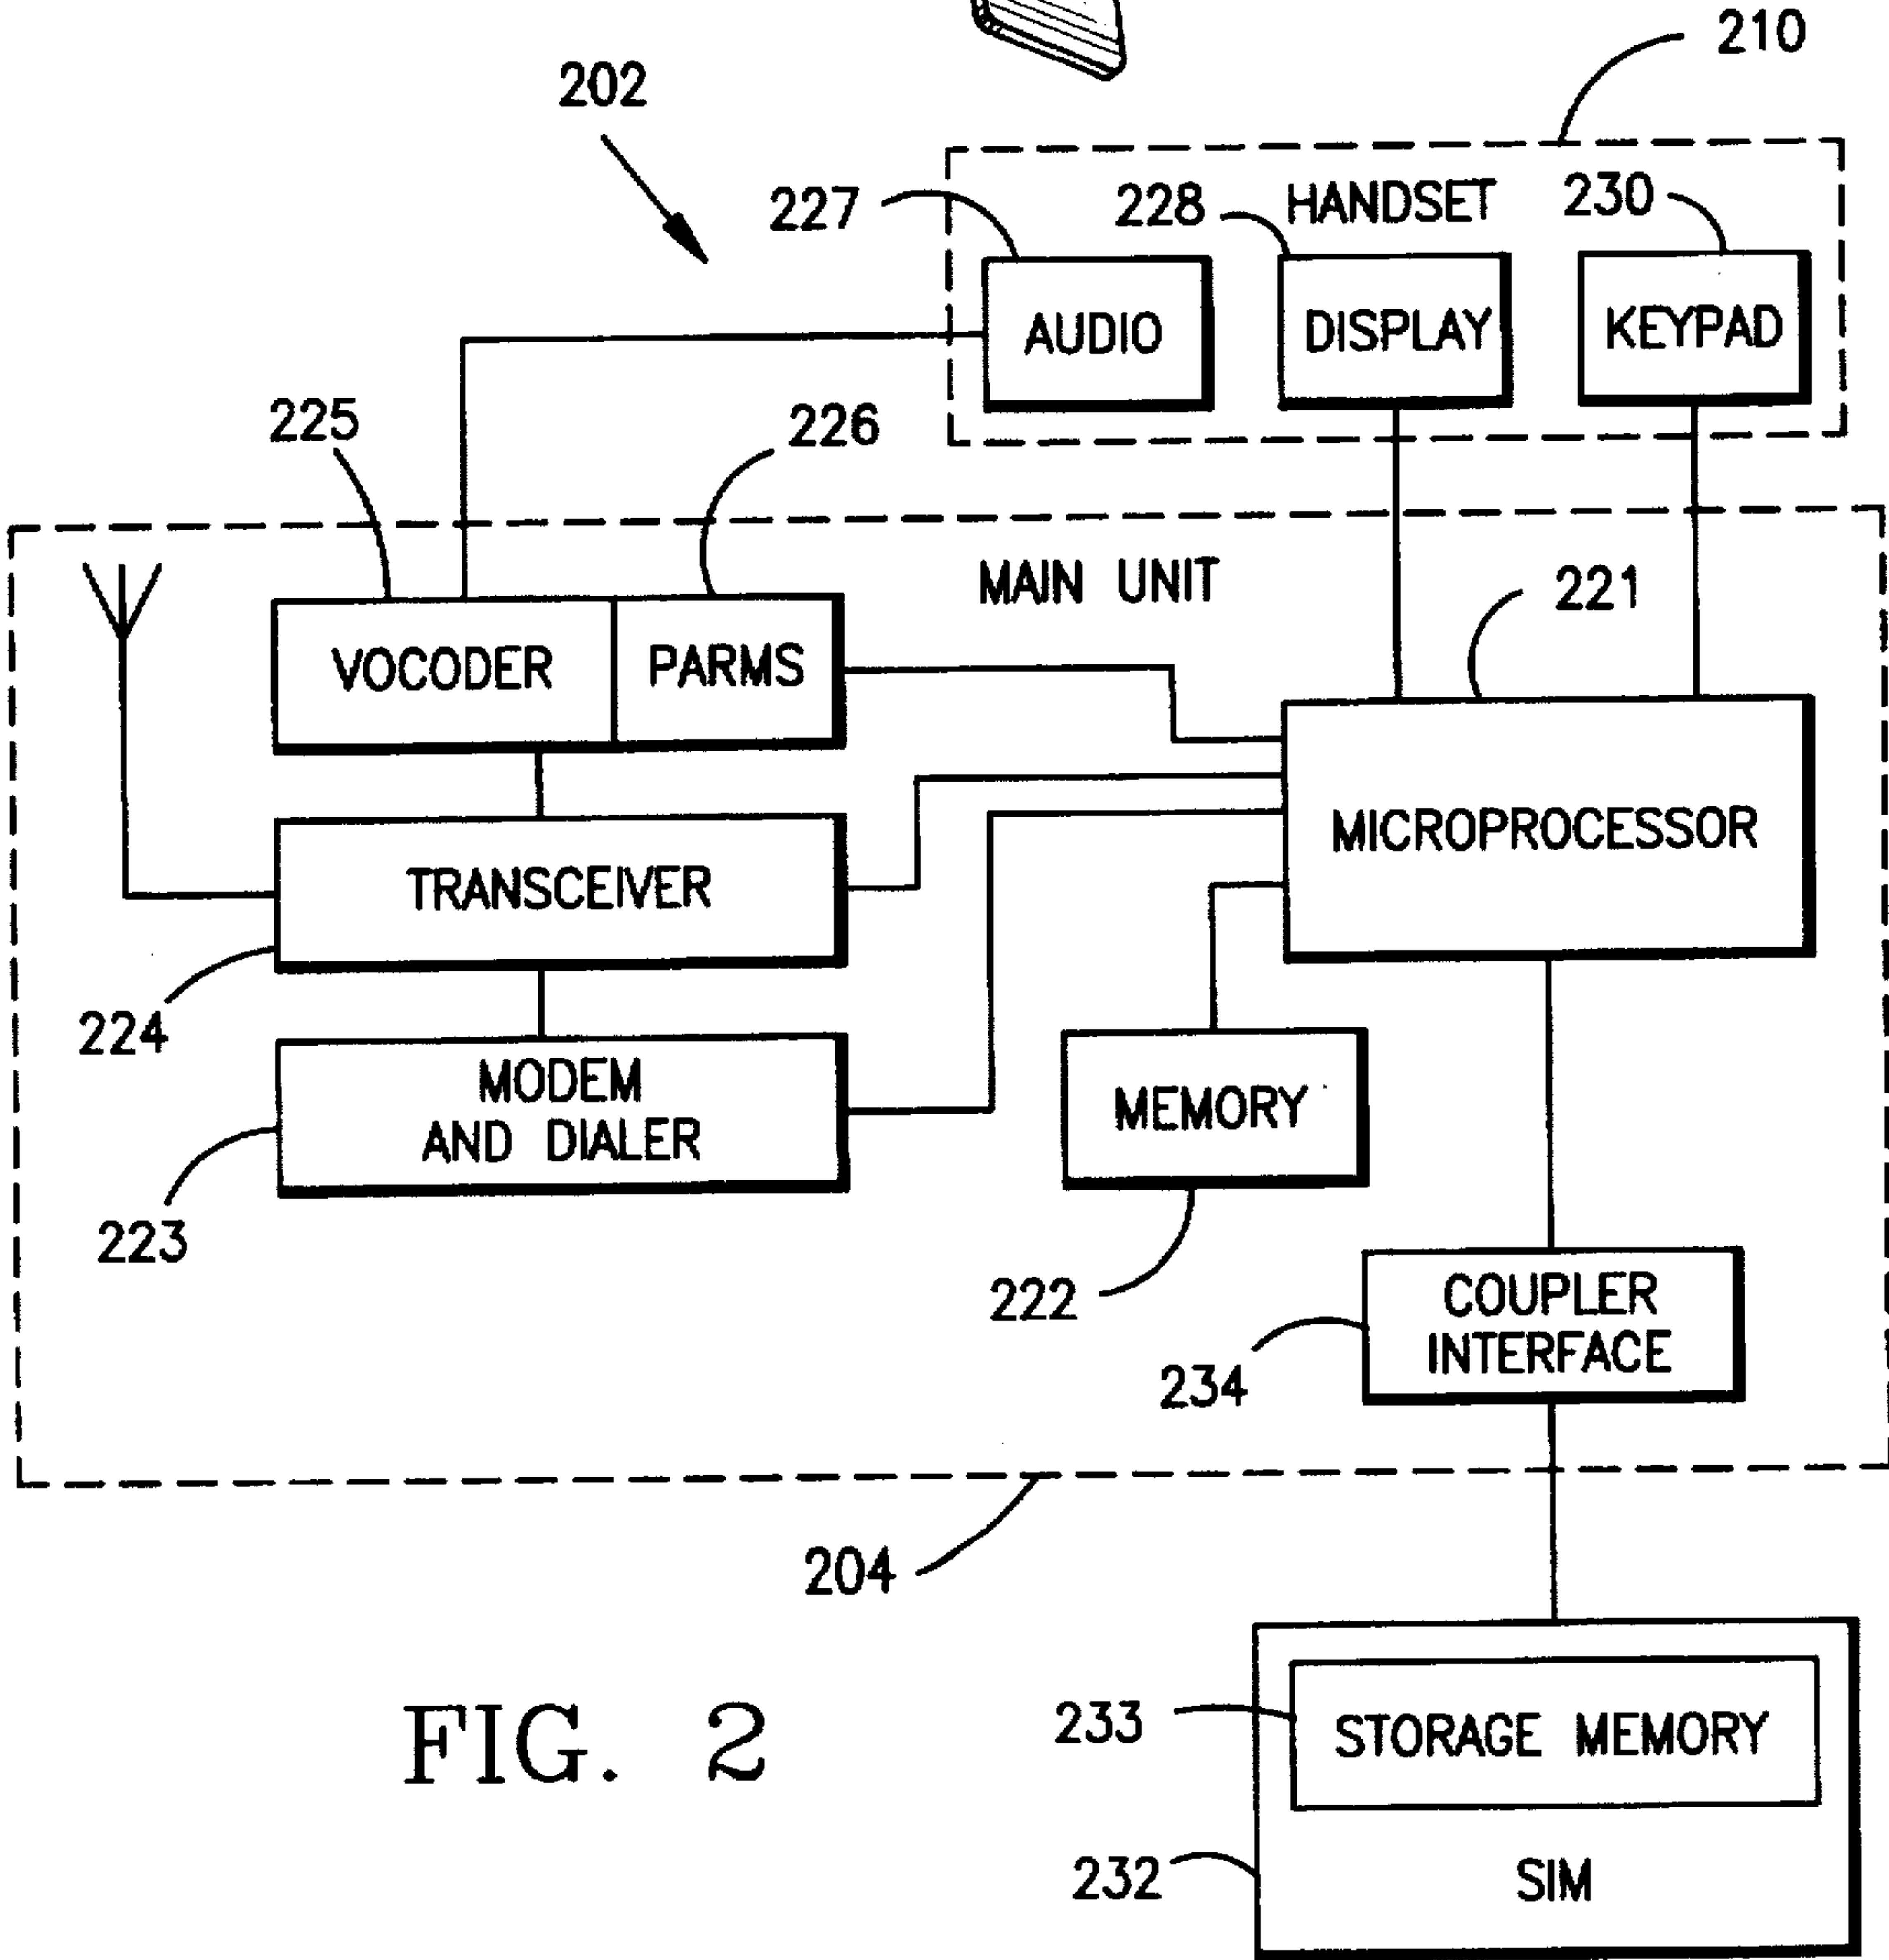 210
202
227
228
HANDSET
230
AUDIO
DISPLAY
KEYPAD
225
226
MAIN UNIT
221
VOCODER
PARMS
MICROPROCESSOR
TRANSCEIVER
224
MODEM
AND DIALER
MEMORY
223
222
COUPLER
INTERFACE
234
204
233
STORAGE MEMORY
FIG. 2
232
SIM